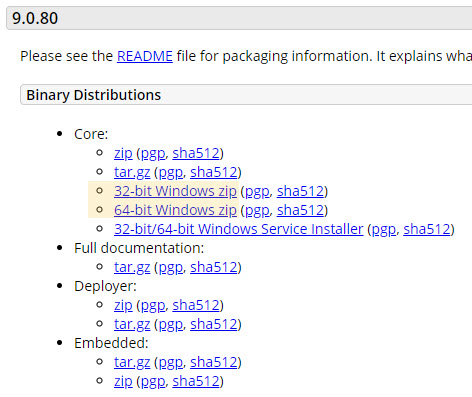 9.0.80
Please see the README file for packaging information. It explains wha
Binary Distributions
Core:
zip (pgp, sha512)
tar.gz (pgp, sha512)
32-bit Windows zip (pgp, sha512)
64-bit Windows zip (pgp, sha512)
32-bit/64-bit Windows Service Installer (pgp, sha512)
Full documentation:
tar.gz (pgp, sha512)
Deployer:
zip (pgp, sha512)
tar.gz (pgp, sha512)
Embedded:
tar.gz (pgp, sha512)
zip (pgp, sha512)